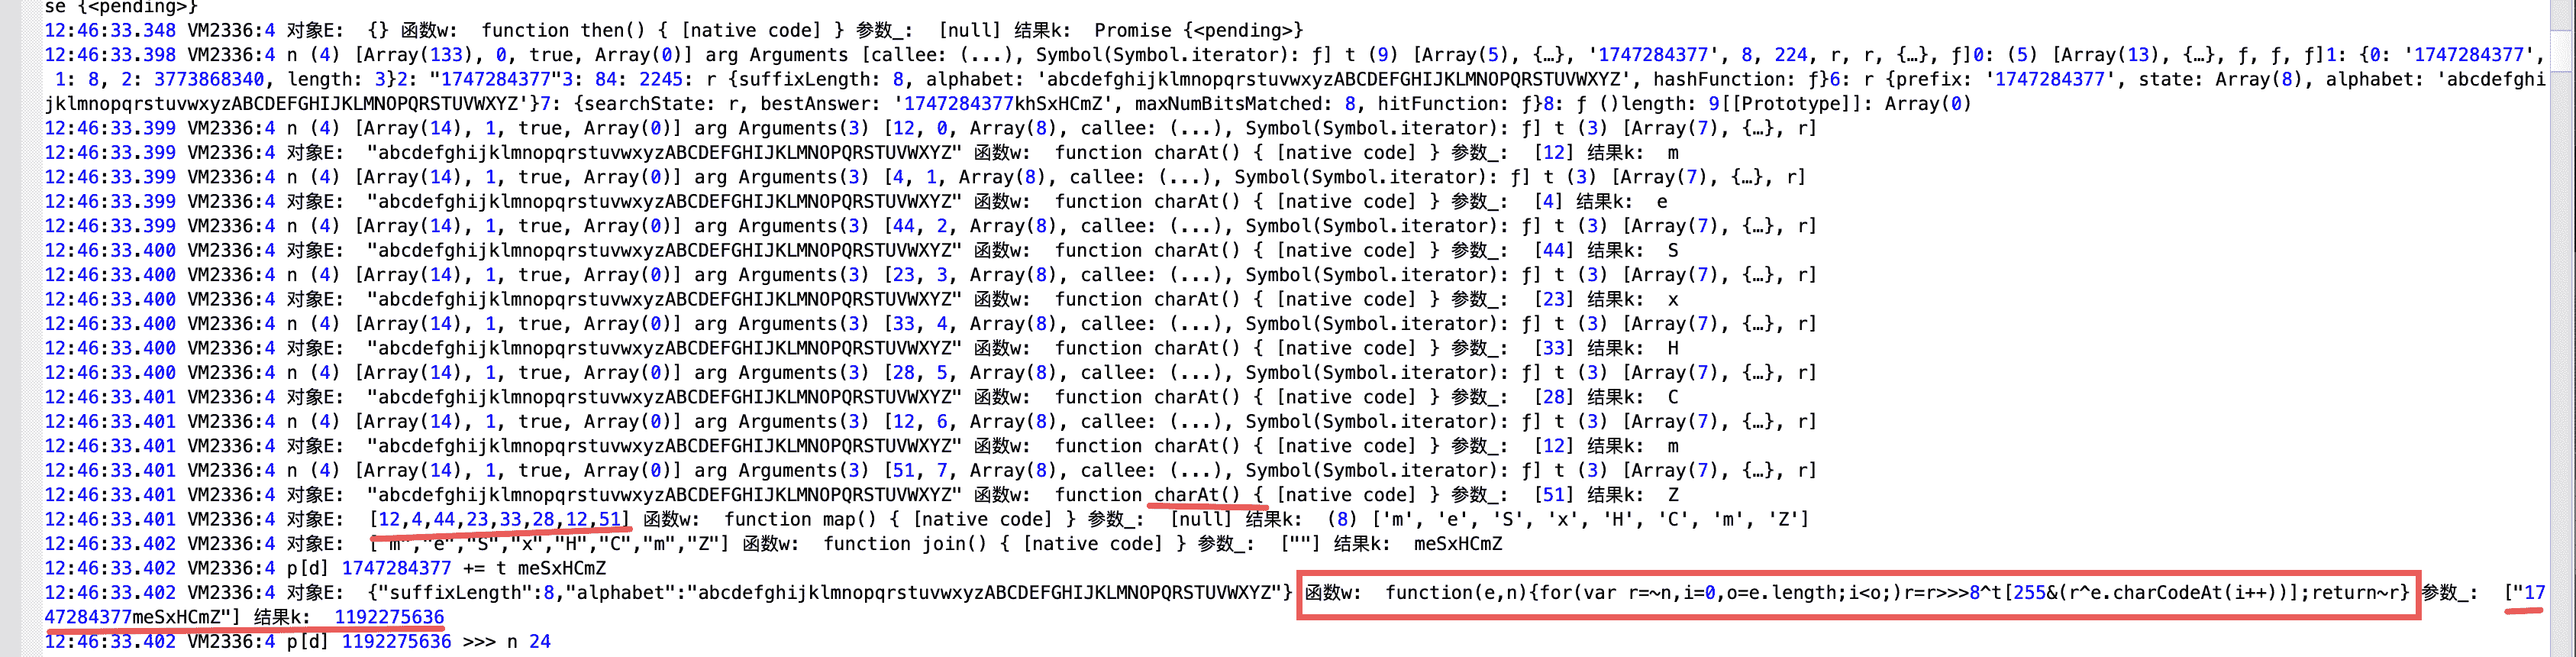 se {<pending>}
12:46:33.348 VM2336:4 对象E:  {} 函数w:  function then() { [native code] } 参数_:  [null] 结果k:  Promise {<pending>}
12:46:33.398 VM2336:4 n (4) [Array(133), 0, true, Array(0)] arg Arguments [callee: (...), Symbol(Symbol.iterator): ƒ] t (9) [Array(5), {…}, '1747284377', 8, 224, r, r, {…}, ƒ]0: (5) [Array(13), {…}, ƒ, ƒ, ƒ]1: {0: '1747284377',
1: 8, 2: 3773868340, length: 3}2: "1747284377"3: 84: 2245: r {suffixLength: 8, alphabet: 'abcdefghijklmnopqrstuvwxyzABCDEFGHIJKLMNOPQRSTUVWXYZ', hashFunction: ƒ}6: r {prefix: '1747284377', state: Array(8), alphabet: 'abcdefghi
jklmnopqrstuvwxyzABCDEFGHIJKLMNOPQRSTUVWXYZ'}7: {searchState: r, bestAnswer: '1747284377khSxHCmZ', maxNumBitsMatched: 8, hitFunction: ƒ}8: ƒ ()length: 9[[Prototype]]: Array(0)
12:46:33.399 VM2336:4 n (4) [Array(14), 1, true, Array(0)] arg Arguments(3) [12, 0, Array(8), callee: (...), Symbol(Symbol.iterator): ƒ] t (3) [Array(7), {…}, r]
12:46:33.399 VM2336:4 对象E:  "abcdefghijklmnopqrstuvwxyzABCDEFGHIJKLMNOPQRSTUVWXYZ" 函数w:  function charAt() { [native code] } 参数_:  [12] 结果k:  m
12:46:33.399 VM2336:4 n (4) [Array(14), 1, true, Array(0)] arg Arguments(3) [4, 1, Array(8), callee: (...), Symbol(Symbol.iterator): ƒ] t (3) [Array(7), {…}, r]
12:46:33.399 VM2336:4 对象E:  "abcdefghijklmnopqrstuvwxyzABCDEFGHIJKLMNOPQRSTUVWXYZ" 函数w:  function charAt() { [native code] } 参数_:  [4] 结果k:  e
12:46:33.399 VM2336:4 n (4) [Array(14), 1, true, Array(0)] arg Arguments(3) [44, 2, Array(8), callee: (...), Symbol(Symbol.iterator): ƒ] t (3) [Array(7), {…}, r]
12:46:33.400 VM2336:4 对象E:  "abcdefghijklmnopqrstuvwxyzABCDEFGHIJKLMNOPQRSTUVWXYZ" 函数w:  function charAt() { [native code] } 参数_:  [44] 结果k:  S
12:46:33.400 VM2336:4 n (4) [Array(14), 1, true, Array(0)] arg Arguments(3) [23, 3, Array(8), callee: (...), Symbol(Symbol.iterator): ƒ] t (3) [Array(7), {…}, r]
12:46:33.400 VM2336:4 对象E:  "abcdefghijklmnopqrstuvwxyzABCDEFGHIJKLMNOPQRSTUVWXYZ" 函数w:  function charAt() { [native code] } 参数_:  [23] 结果k:  x
12:46:33.400 VM2336:4 n (4) [Array(14), 1, true, Array(0)] arg Arguments(3) [33, 4, Array(8), callee: (...), Symbol(Symbol.iterator): ƒ] t (3) [Array(7), {…}, r]
12:46:33.400 VM2336:4 对象E:  "abcdefghijklmnopqrstuvwxyzABCDEFGHIJKLMNOPQRSTUVWXYZ" 函数w:  function charAt() { [native code] } 参数_:  [33] 结果k:  H
12:46:33.400 VM2336:4 n (4) [Array(14), 1, true, Array(0)] arg Arguments(3) [28, 5, Array(8), callee: (...), Symbol(Symbol.iterator): ƒ] t (3) [Array(7), {…}, r]
12:46:33.401 VM2336:4 对象E:  "abcdefghijklmnopqrstuvwxyzABCDEFGHIJKLMNOPQRSTUVWXYZ" 函数w:  function charAt() { [native code] } 参数_:  [28] 结果k:  C
12:46:33.401 VM2336:4 n (4) [Array(14), 1, true, Array(0)] arg Arguments(3) [12, 6, Array(8), callee: (...), Symbol(Symbol.iterator): ƒ] t (3) [Array(7), {…}, r]
12:46:33.401 VM2336:4 对象E:  "abcdefghijklmnopqrstuvwxyzABCDEFGHIJKLMNOPQRSTUVWXYZ" 函数w:  function charAt() { [native code] } 参数_:  [12] 结果k:  m
12:46:33.401 VM2336:4 n (4) [Array(14), 1, true, Array(0)] arg Arguments(3) [51, 7, Array(8), callee: (...), Symbol(Symbol.iterator): ƒ] t (3) [Array(7), {…}, r]
12:46:33.401 VM2336:4 对象E:  "abcdefghijklmnopqrstuvwxyzABCDEFGHIJKLMNOPQRSTUVWXYZ" 函数w:  function charAt() { [native code] } 参数_:  [51] 结果k:  Z
12:46:33.401 VM2336:4 对象E:  [12,4,44,23,33,28,12,51] 函数w:  function map() { [native code] } 参数_:  [null] 结果k:  (8) ['m', 'e', 'S', 'x', 'H', 'C', 'm', 'Z']
12:46:33.402 VM2336:4 对象E:  ["m","e","S","x","H","C","m","Z"] 函数w:  function join() { [native code] } 参数_:  [""] 结果k:  meSxHCmZ
12:46:33.402 VM2336:4 p[d] 1747284377 += t meSxHCmZ
12:46:33.402 VM2336:4 对象E:  {"suffixLength":8,"alphabet":"abcdefghijklmnopqrstuvwxyzABCDEFGHIJKLMNOPQRSTUVWXYZ"} 函数w:  function(e,n){for(var r=~n,i=0,o=e.length;i<o;)r=r>>>8^t[255&(r^e.charCodeAt(i++))];return~r} 参数_:  ["17
47284377meSxHCmZ"] 结果k:  1192275636
12:46:33.402 VM2336:4 p[d] 1192275636 >>> n 24